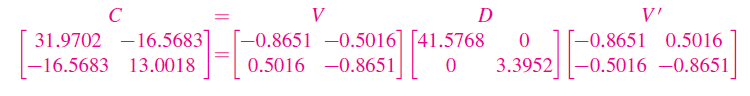 C = V D V′
[31.9702 −16.5683] = [−0.8651 −0.5016] [41.5768 0] [−0.8651 0.5016]
[−16.5683 13.0018] [0.5016 −0.8651] [0 3.3952] [−0.5016 −0.8651]